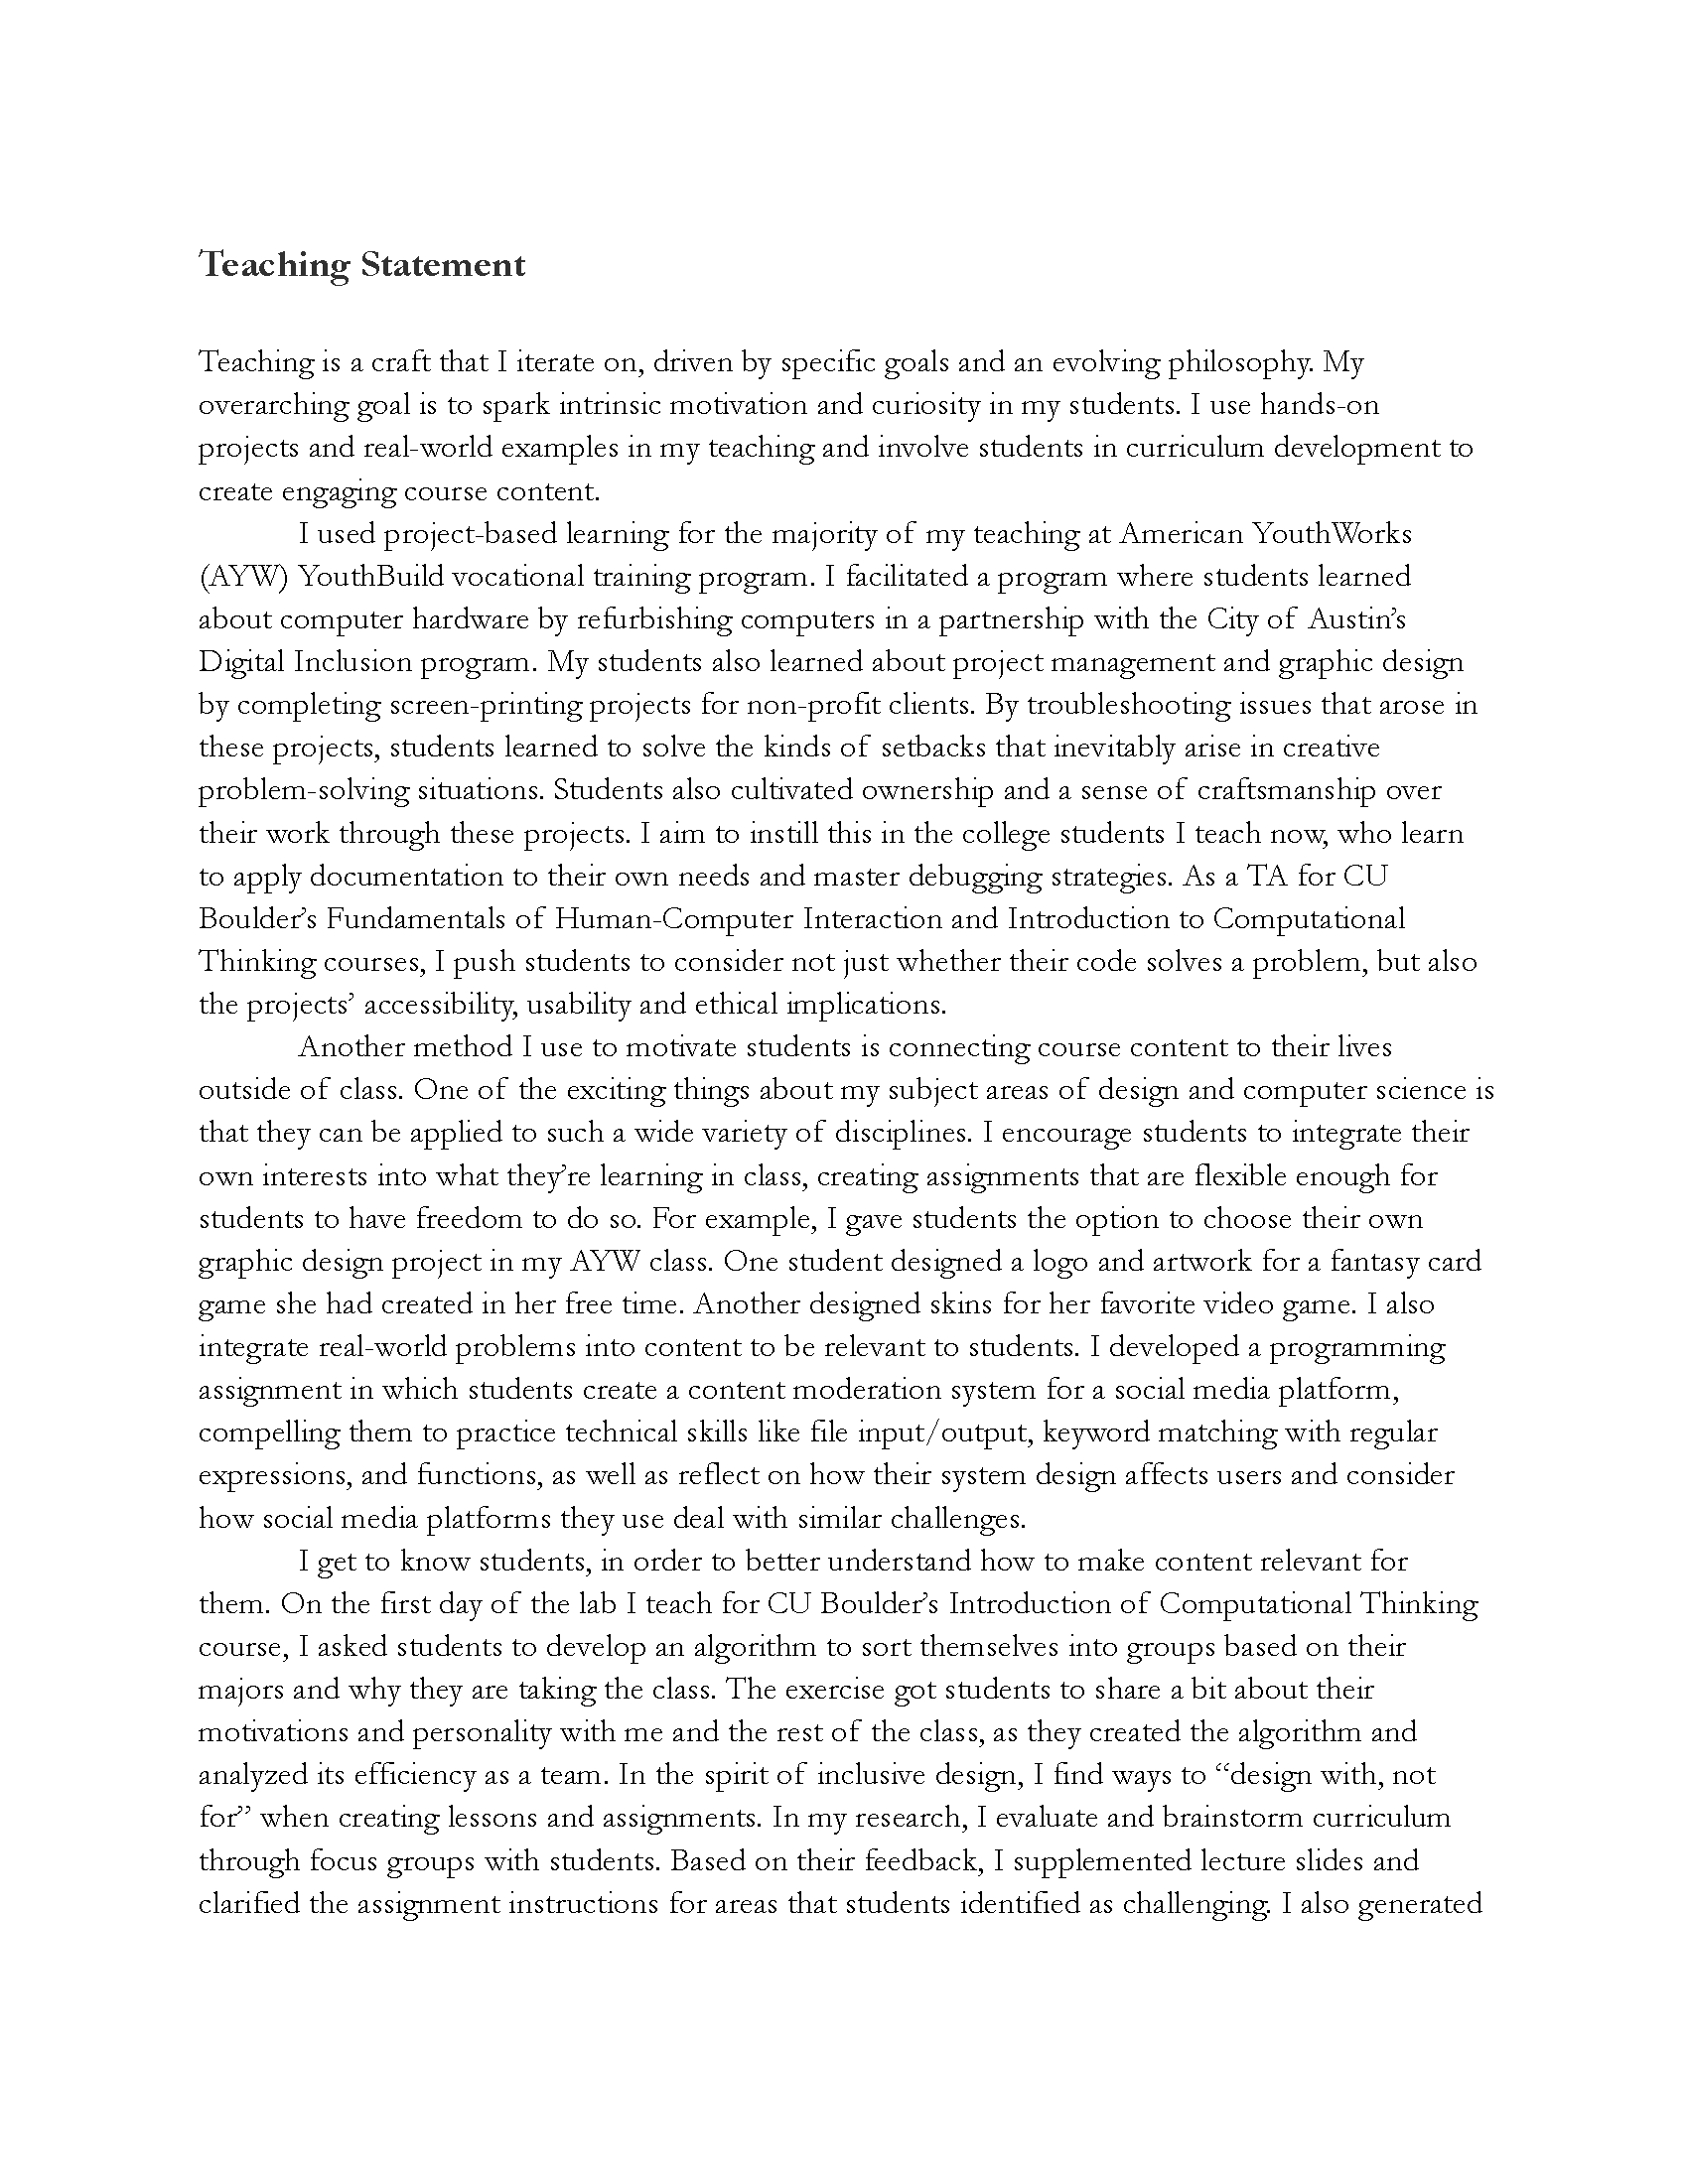 Teaching Statement
Teaching is a craft that I iterate on, driven by specific goals and an evolving philosophy. My
overarching goal is to spark intrinsic motivation and curiosity in my students. I use hands-on
projects and real-world examples in my teaching and involve students in curriculum development to
create engaging course content.
I used project-based learning for the majority of my teaching at American YouthWorks
(AYW) YouthBuild vocational training program. I facilitated a program where students learned
about computer hardware by refurbishing computers in a partnership with the City of Austin’s
Digital Inclusion program. My students also learned about project management and graphic design
by completing screen-printing projects for non-profit clients. By troubleshooting issues that arose in
these projects, students learned to solve the kinds of setbacks that inevitably arise in creative
problem-solving situations. Students also cultivated ownership and a sense of craftsmanship over
their work through these projects. I aim to instill this in the college students I teach now, who learn
to apply documentation to their own needs and master debugging strategies. As a TA for CU
Boulder’s Fundamentals of Human-Computer Interaction and Introduction to Computational
Thinking courses, I push students to consider not just whether their code solves a problem, but also
the projects’ accessibility, usability and ethical implications.
Another method I use to motivate students is connecting course content to their lives
outside of class. One of the exciting things about my subject areas of design and computer science is
that they can be applied to such a wide variety of disciplines. I encourage students to integrate their
own interests into what they’re learning in class, creating assignments that are flexible enough for
students to have freedom to do so. For example, I gave students the option to choose their own
graphic design project in my AYW class. One student designed a logo and artwork for a fantasy card
game she had created in her free time. Another designed skins for her favorite video game. I also
integrate real-world problems into content to be relevant to students. I developed a programming
assignment in which students create a content moderation system for a social media platform,
compelling them to practice technical skills like file input/output, keyword matching with regular
expressions, and functions, as well as reflect on how their system design affects users and consider
how social media platforms they use deal with similar challenges.
I get to know students, in order to better understand how to make content relevant for
them. On the first day of the lab I teach for CU Boulder’s Introduction of Computational Thinking
course, I asked students to develop an algorithm to sort themselves into groups based on their
majors and why they are taking the class. The exercise got students to share a bit about their
motivations and personality with me and the rest of the class, as they created the algorithm and
analyzed its efficiency as a team. In the spirit of inclusive design, I find ways to “design with, not
for” when creating lessons and assignments. In my research, I evaluate and brainstorm curriculum
through focus groups with students. Based on their feedback, I supplemented lecture slides and
clarified the assignment instructions for areas that students identified as challenging. I also generated